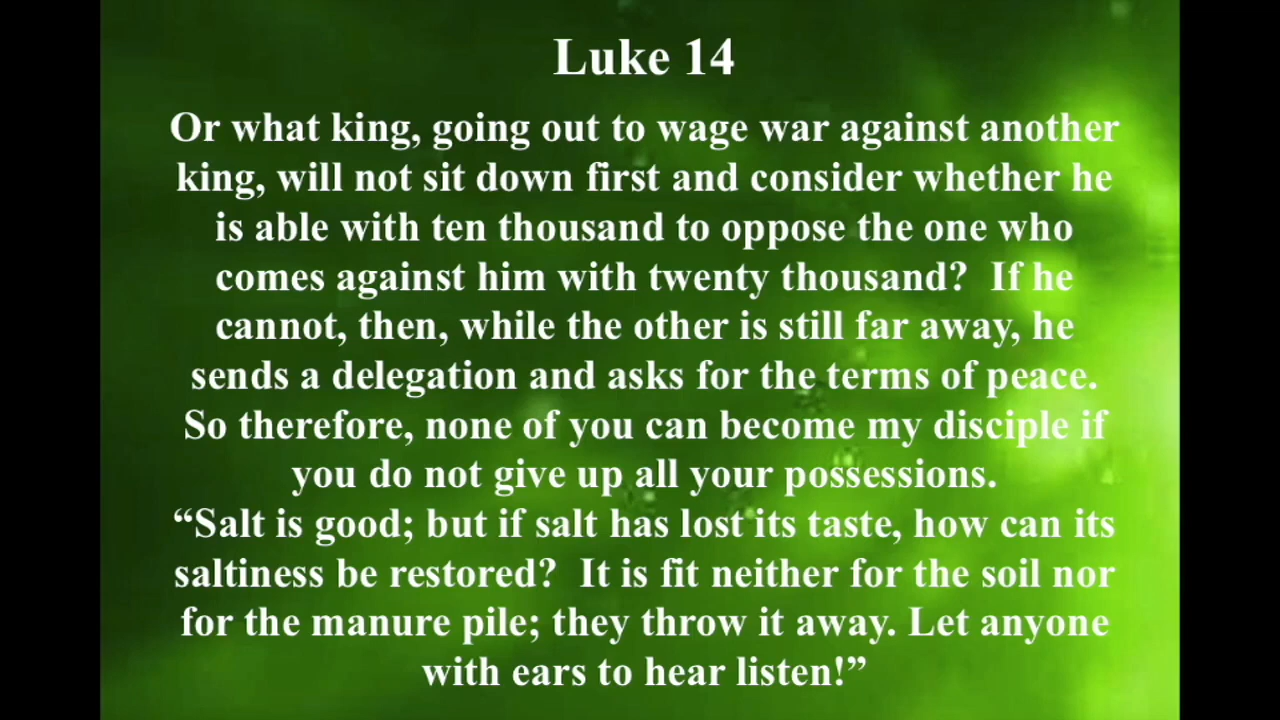 Luke 14
Or what king, going out to wage war against another
king, will not sit down first and consider whether he
is able with ten thousand to oppose the one who
comes against him with twenty thousand?  If he
cannot, then, while the other is still far away, he
sends a delegation and asks for the terms of peace.
So therefore, none of you can become my disciple if
you do not give up all your possessions.
“Salt is good; but if salt has lost its taste, how can its
saltiness be restored?  It is fit neither for the soil nor
for the manure pile; they throw it away. Let anyone
with ears to hear listen!”